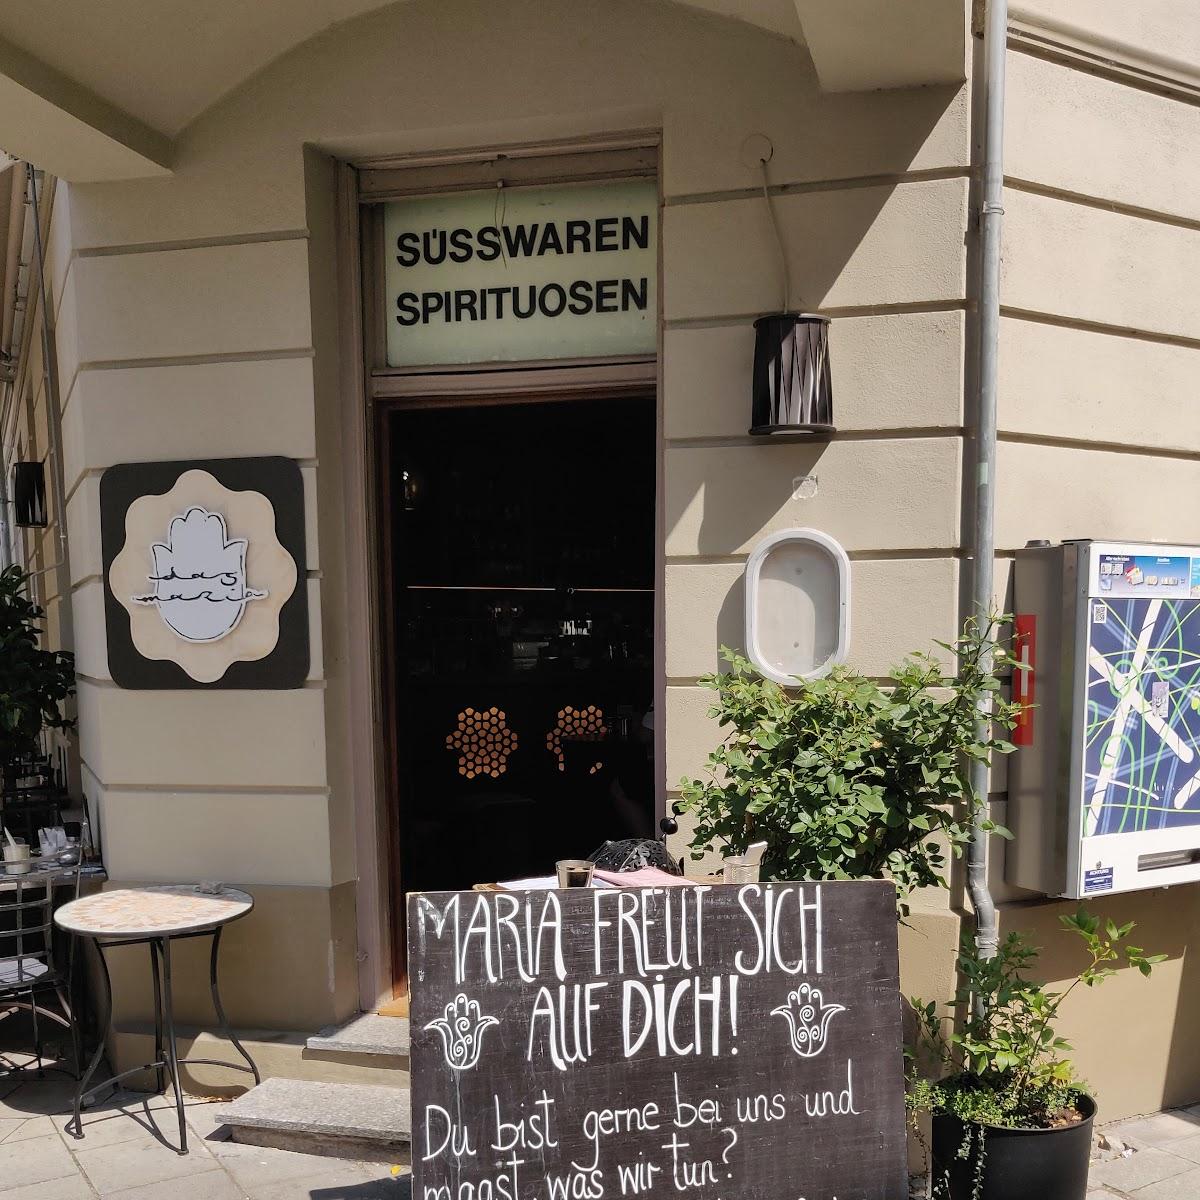 SÜSSWAREN
SPIRITUOSEN
das
maria
MARIA FREUT SICH
AUF DICH!
Du bist gerne bei uns und
magst, was wir tun?